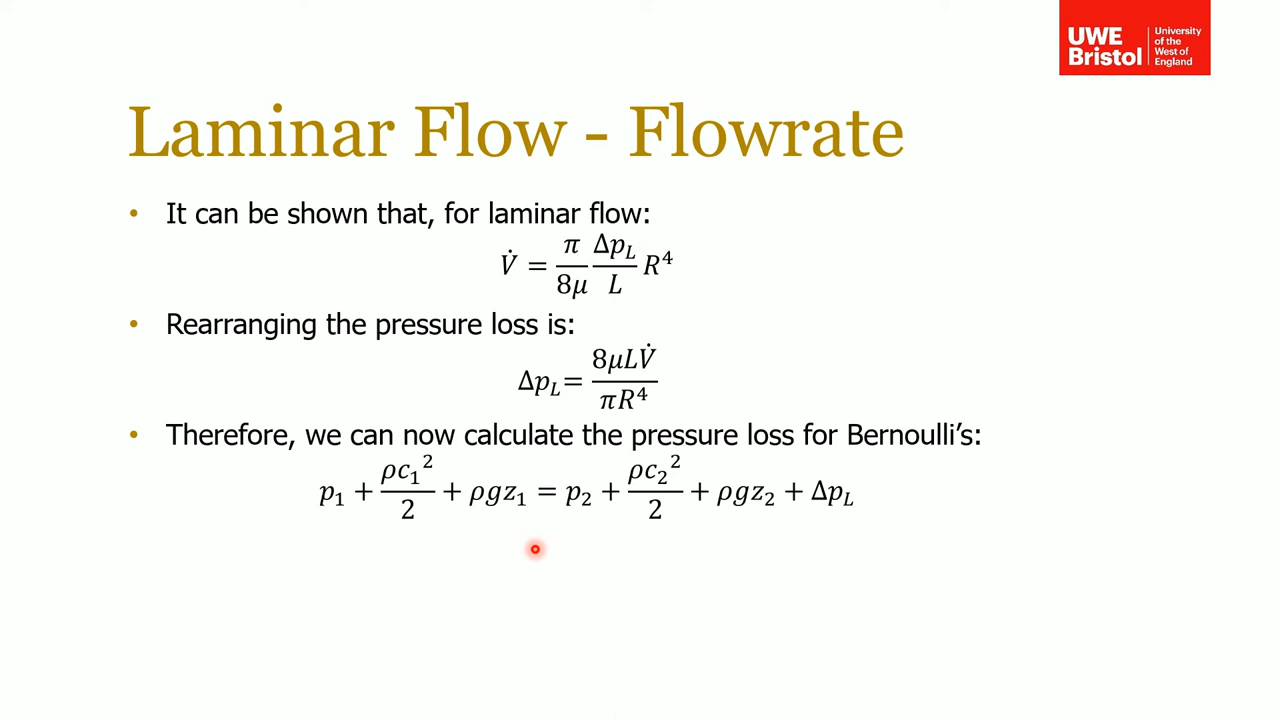 UWE Bristol
University of the West of England
Laminar Flow - Flowrate
• It can be shown that, for laminar flow:
V̇ = π/8μ Δp_L/L R⁴
• Rearranging the pressure loss is:
Δp_L= 8μLV̇/πR⁴
• Therefore, we can now calculate the pressure loss for Bernoulli’s:
p₁ + ρc₁²/2 + ρgz₁ = p₂ + ρc₂²/2 + ρgz₂ + Δp_L